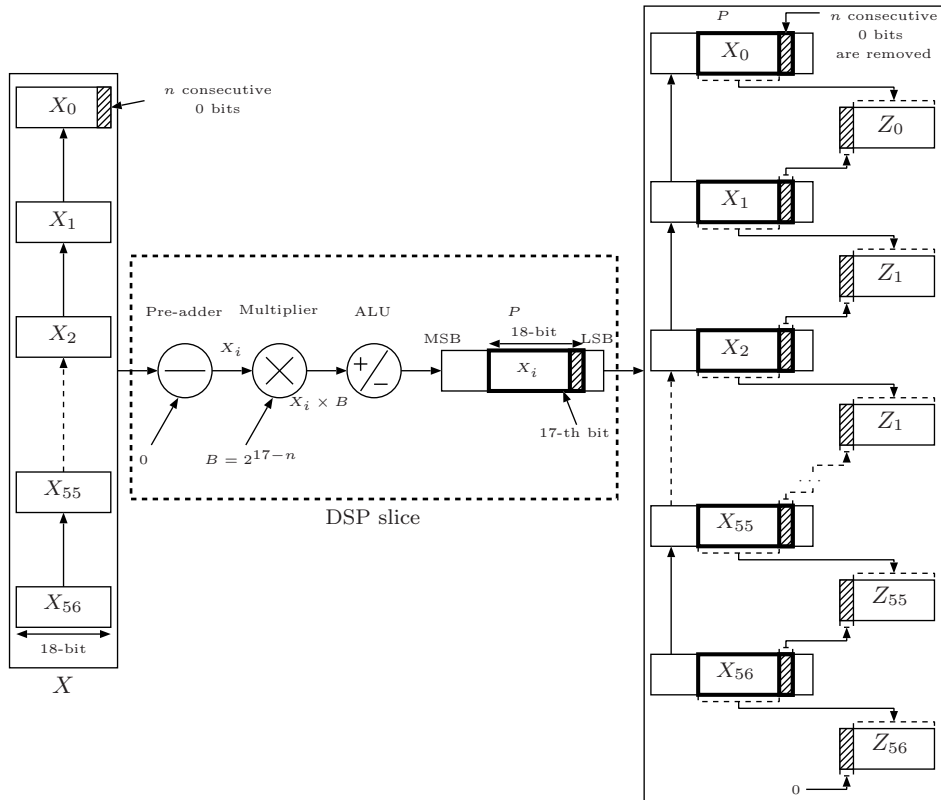 X₀
n consecutive
0 bits
X₁
X₂
X₅₅
X₅₆
18-bit
X
Pre-adder
Multiplier
ALU
P
MSB
18-bit
LSB
Xᵢ
Xᵢ
Xᵢ × B
17-th bit
0
B = 2¹⁷⁻ⁿ
DSP slice
P
n consecutive
0 bits
are removed
X₀
Z₀
X₁
Z₁
X₂
Z₁
· · ·
X₅₅
Z₅₅
X₅₆
Z₅₆
0